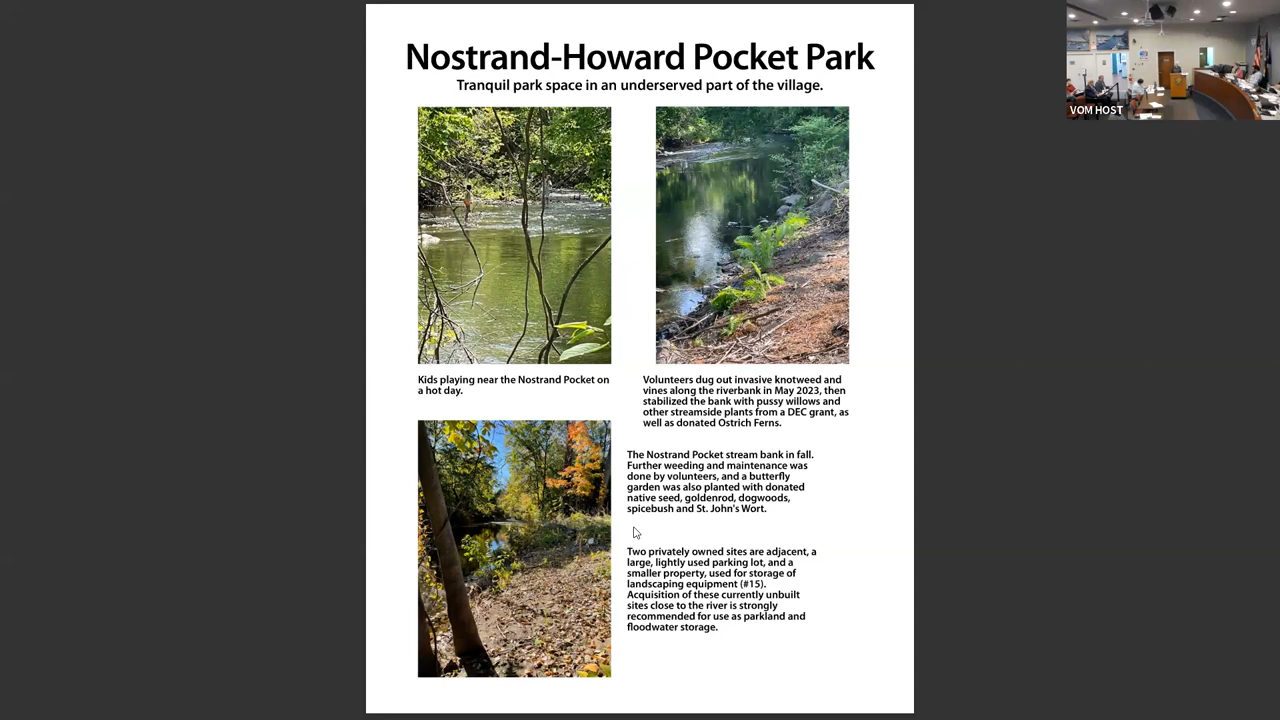 Nostrand-Howard Pocket Park
Tranquil park space in an underserved part of the village.
VOM HOST
Kids playing near the Nostrand Pocket on
a hot day.
Volunteers dug out invasive knotweed and
vines along the riverbank in May 2023, then
stabilized the bank with pussy willows and
other streamside plants from a DEC grant, as
well as donated Ostrich Ferns.
The Nostrand Pocket stream bank in fall.
Further weeding and maintenance was
done by volunteers, and a butterfly
garden was also planted with donated
native seed, goldenrod, dogwoods,
spicebush and St. John's Wort.
Two privately owned sites are adjacent, a
large, lightly used parking lot, and a
smaller property, used for storage of
landscaping equipment (#15).
Acquisition of these currently unbuilt
sites close to the river is strongly
recommended for use as parkland and
floodwater storage.